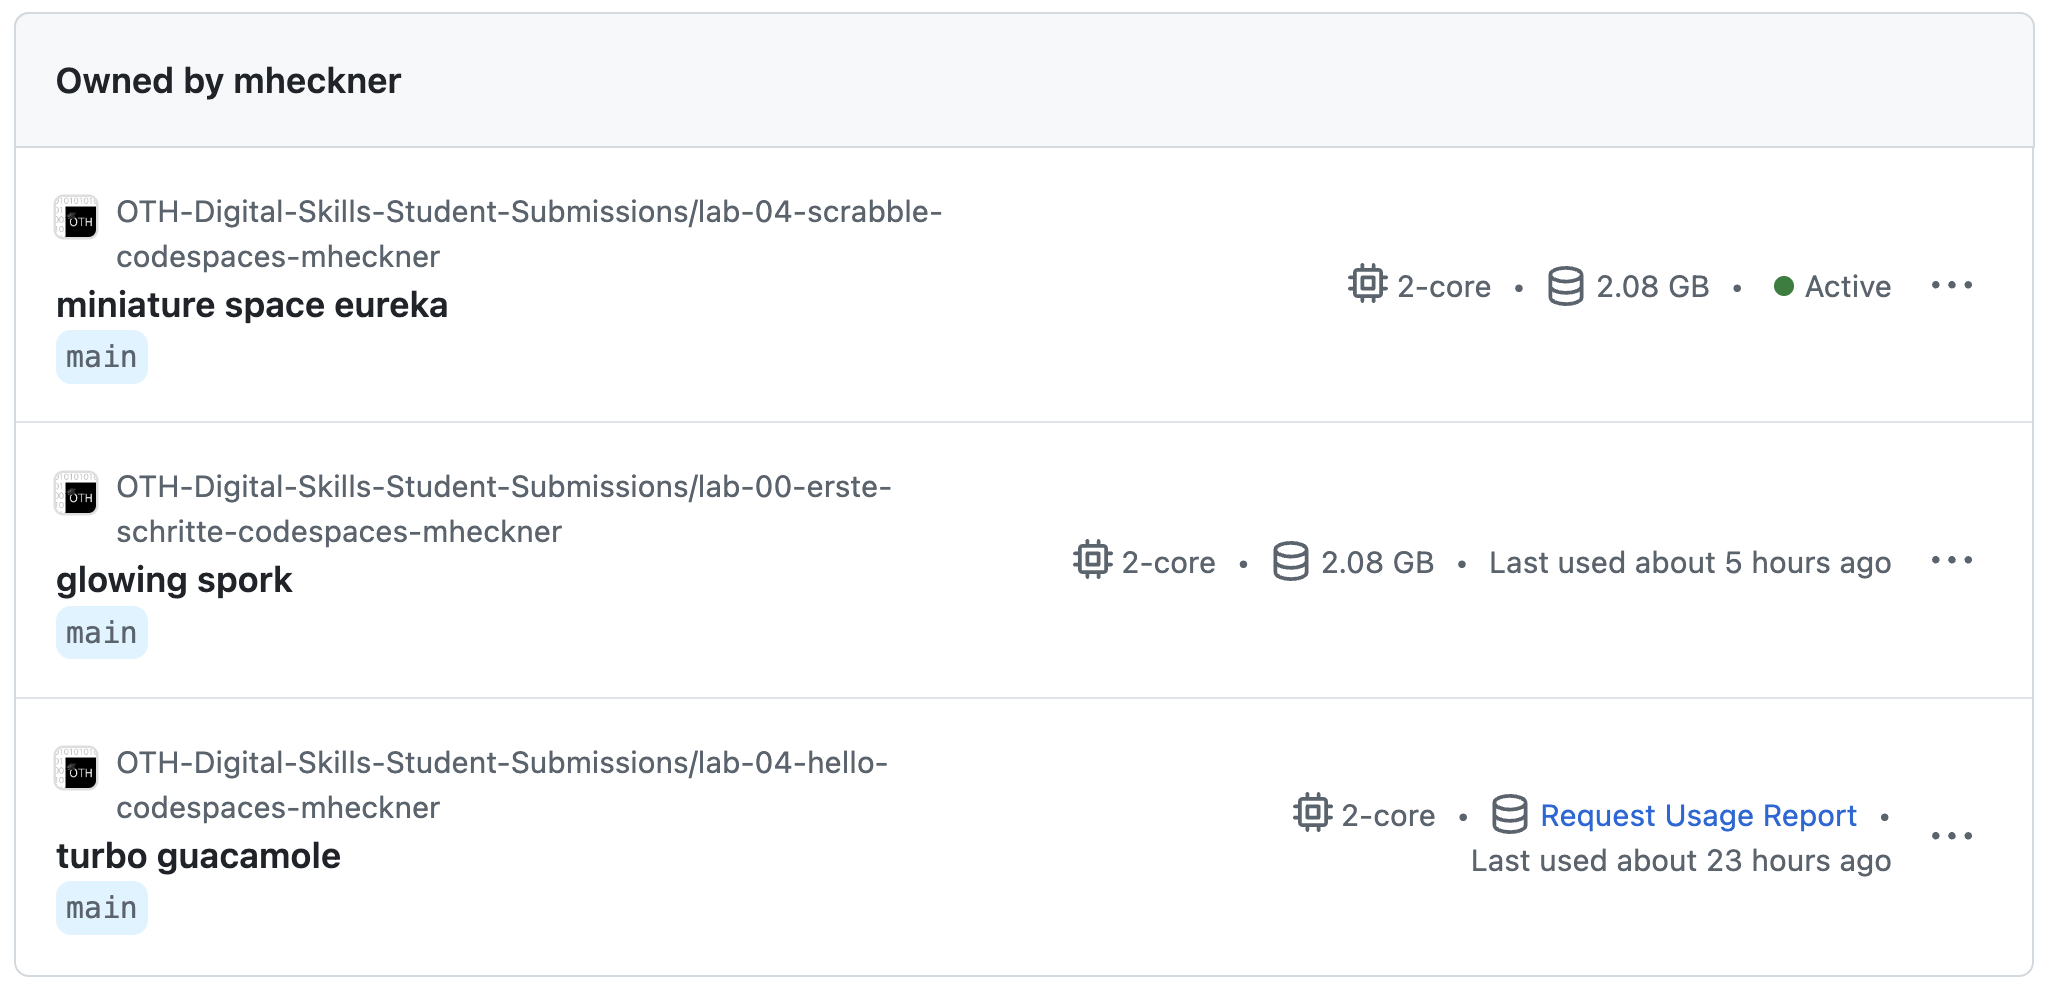 Owned by mheckner
OTH-Digital-Skills-Student-Submissions/lab-04-scrabble-
codespaces-mheckner
miniature space eureka
main
2-core • 2.08 GB • Active
OTH-Digital-Skills-Student-Submissions/lab-00-erste-
schritte-codespaces-mheckner
glowing spork
main
2-core • 2.08 GB • Last used about 5 hours ago
OTH-Digital-Skills-Student-Submissions/lab-04-hello-
codespaces-mheckner
turbo guacamole
main
2-core • Request Usage Report •
Last used about 23 hours ago
OTH
OTH
OTH